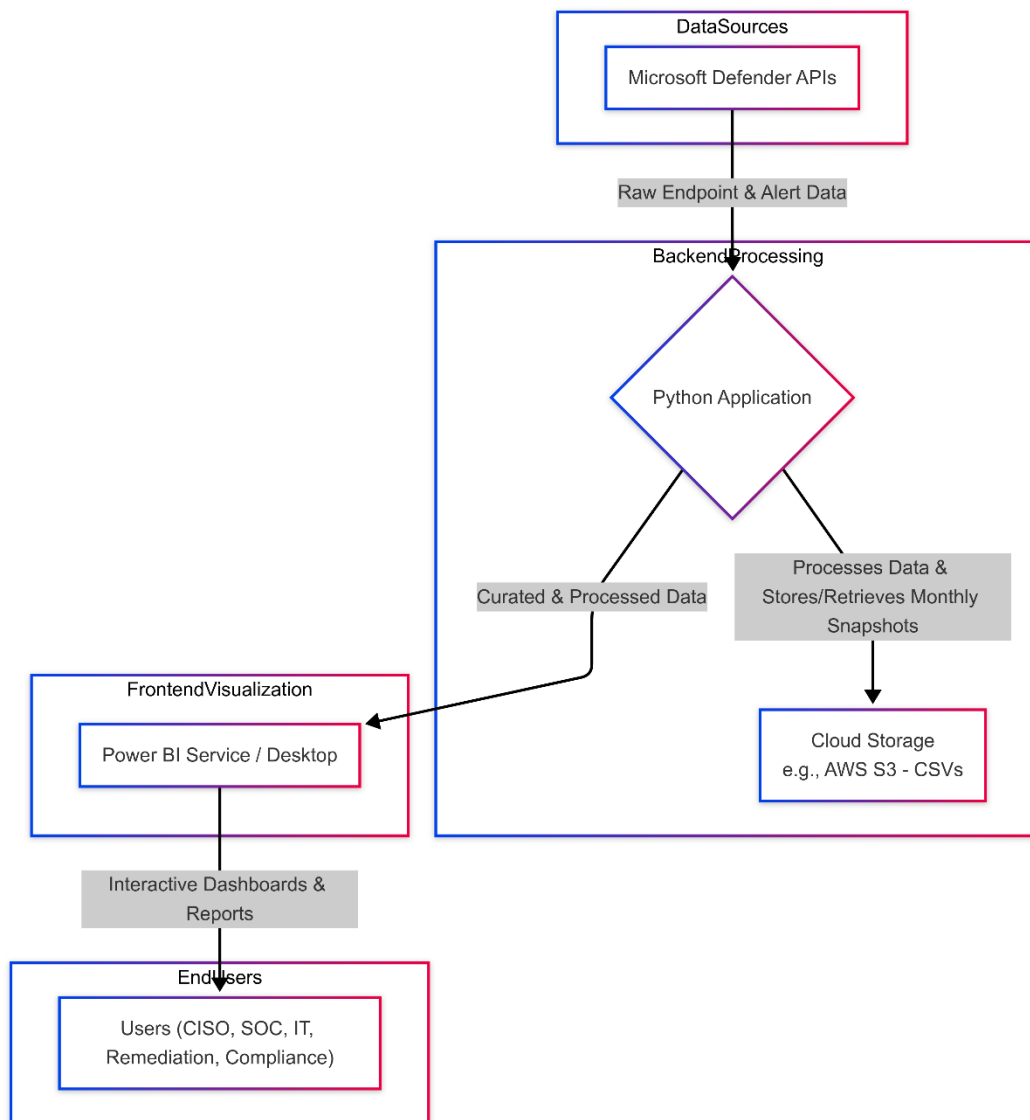 DataSources
Microsoft Defender APIs
Raw Endpoint & Alert Data
BackendProcessing
Python Application
Curated & Processed Data
Processes Data &
Stores/Retrieves Monthly
Snapshots
FrontendVisualization
Power BI Service / Desktop
Cloud Storage
e.g., AWS S3 - CSVs
Interactive Dashboards &
Reports
EndUsers
Users (CISO, SOC, IT,
Remediation, Compliance)